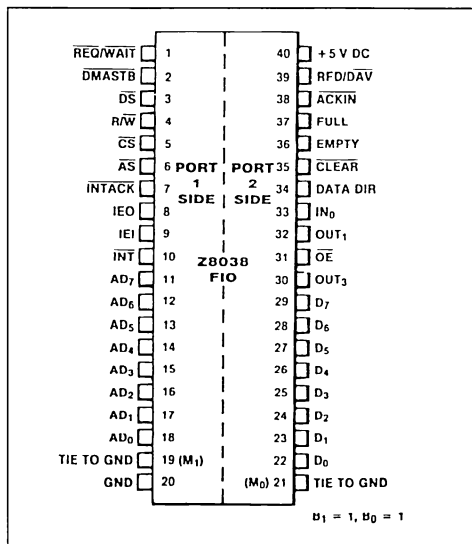 REQ/WAIT 1 40 +5 V DC
DMASTB 2 39 RFD/DAV
DS 3 38 ACKIN
R/W 4 37 FULL
CS 5 36 EMPTY
AS 6 PORT PORT 35 CLEAR
INTACK 7 1 2 34 DATA DIR
IEO 8 SIDE SIDE 33 IN0
IEI 9 32 OUT1
INT 10 Z8038 31 OE
AD7 11 FIO 30 OUT3
AD6 12 29 D7
AD5 13 28 D6
AD4 14 27 D5
AD3 15 26 D4
AD2 16 25 D3
AD1 17 24 D2
AD0 18 23 D1
TIE TO GND 19 (M1) 22 D0
GND 20 (M0) 21 TIE TO GND
B1 = 1, B0 = 1